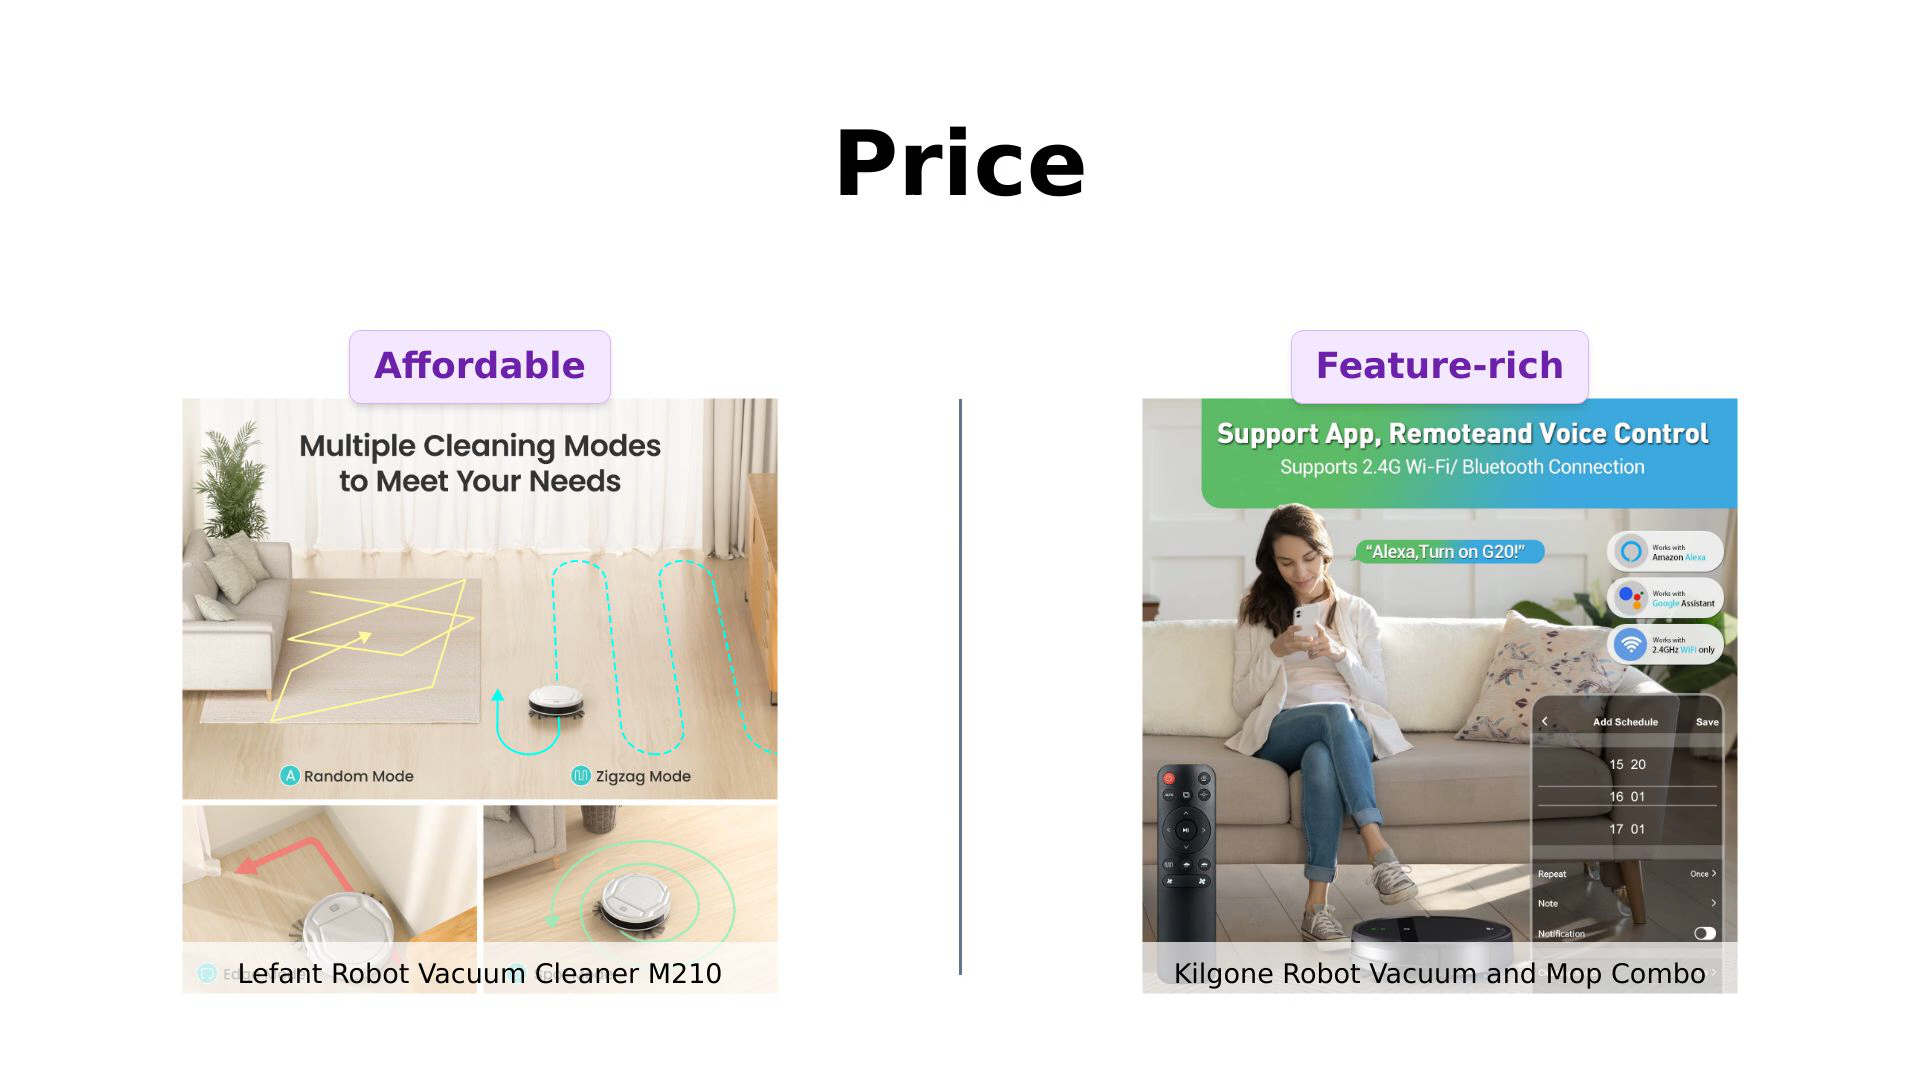 Price
Affordable
Multiple Cleaning Modes
to Meet Your Needs
A Random Mode
Zigzag Mode
Lefant Robot Vacuum Cleaner M210
Feature-rich
Support App, Remoteand Voice Control
Supports 2.4G Wi-Fi/ Bluetooth Connection
“Alexa,Turn on G20!”
Works with
Amazon Alexa
Works with
Google Assistant
Works with
2.4GHz WiFi only
Add Schedule Save
15 20
16 01
17 01
Repeat Once
Note
Notification
Kilgone Robot Vacuum and Mop Combo